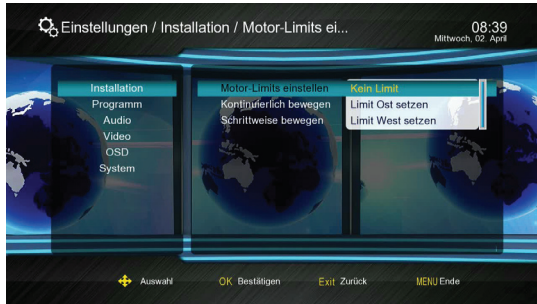 Einstellungen / Installation / Motor-Limits ei...
08:39
Mittwoch, 02. April
Installation
Programm
Audio
Video
OSD
System
Motor-Limits einstellen
Kontinuierlich bewegen
Schrittweise bewegen
Kein Limit
Limit Ost setzen
Limit West setzen
Auswahl
OK Bestätigen
Exit Zurück
MENU Ende